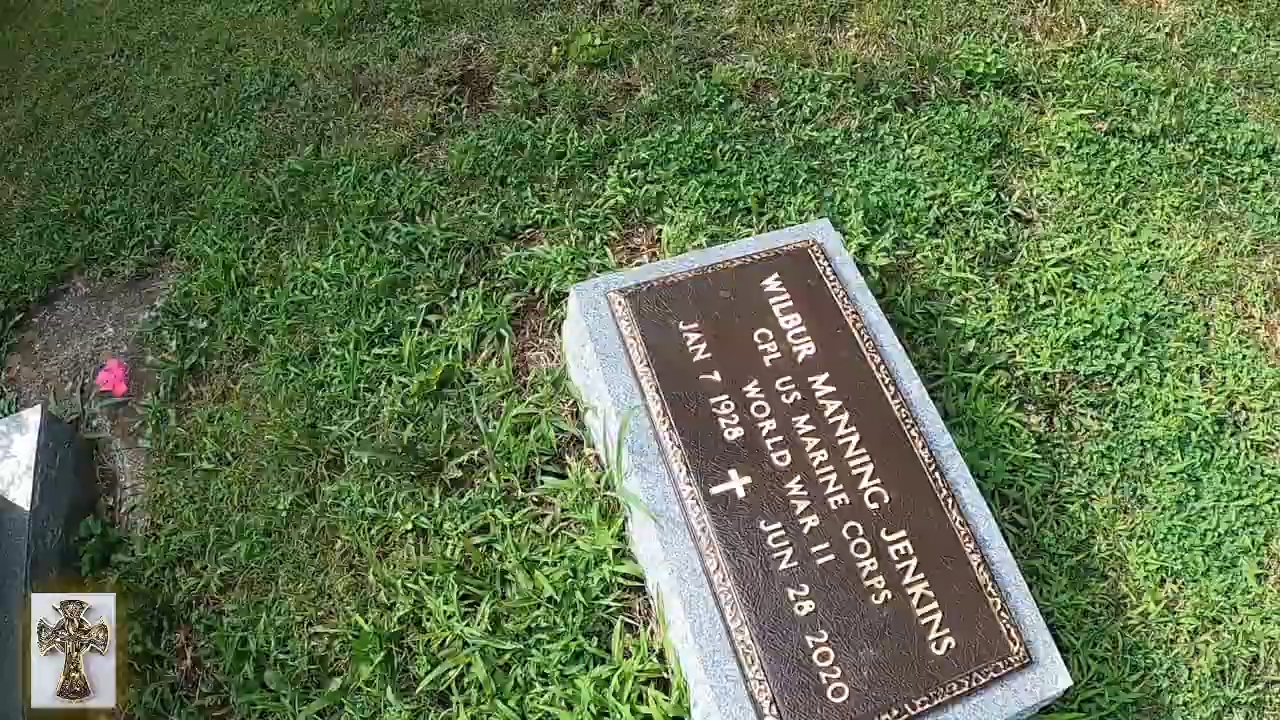 WILBUR MANNING JENKINS
CPL US MARINE CORPS
WORLD WAR II
JAN 7 1928 JUN 28 2020